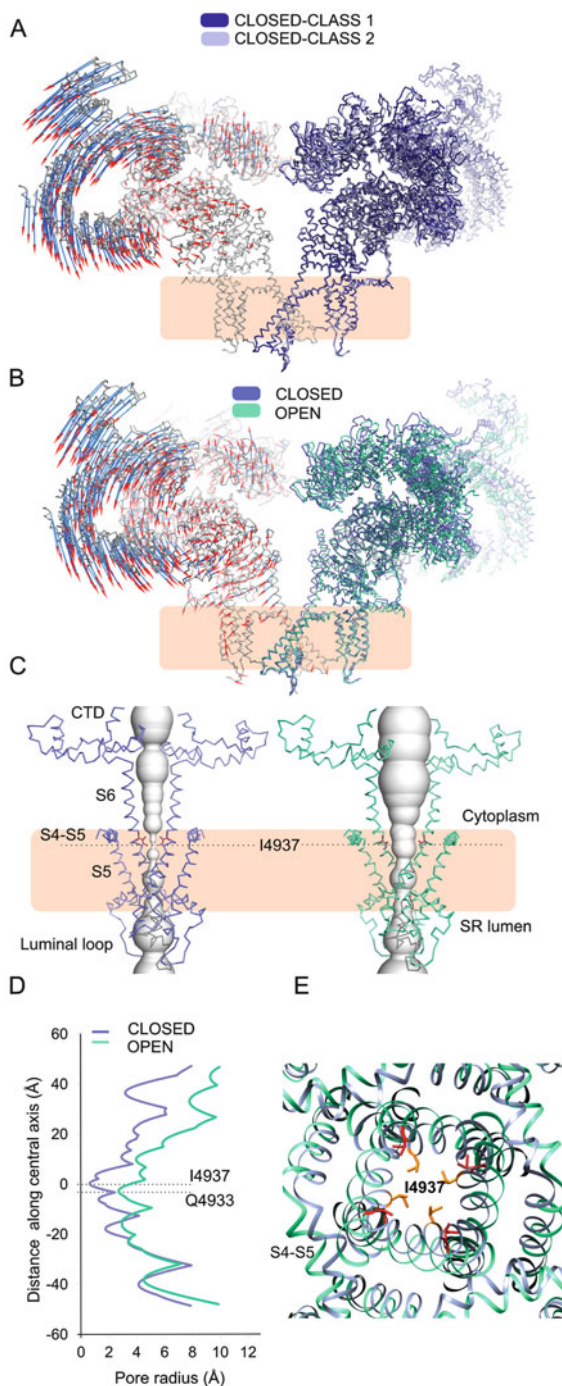 A
CLOSED-CLASS 1
CLOSED-CLASS 2
B
CLOSED
OPEN
C
CTD
S6
S4-S5
I4937
Cytoplasm
S5
Luminal loop
SR lumen
D
E
CLOSED
OPEN
Distance along central axis (Å)
60
40
20
0
-20
-40
-60
I4937
Q4933
0 2 4 6 8 10 12
Pore radius (Å)
I4937
S4-S5